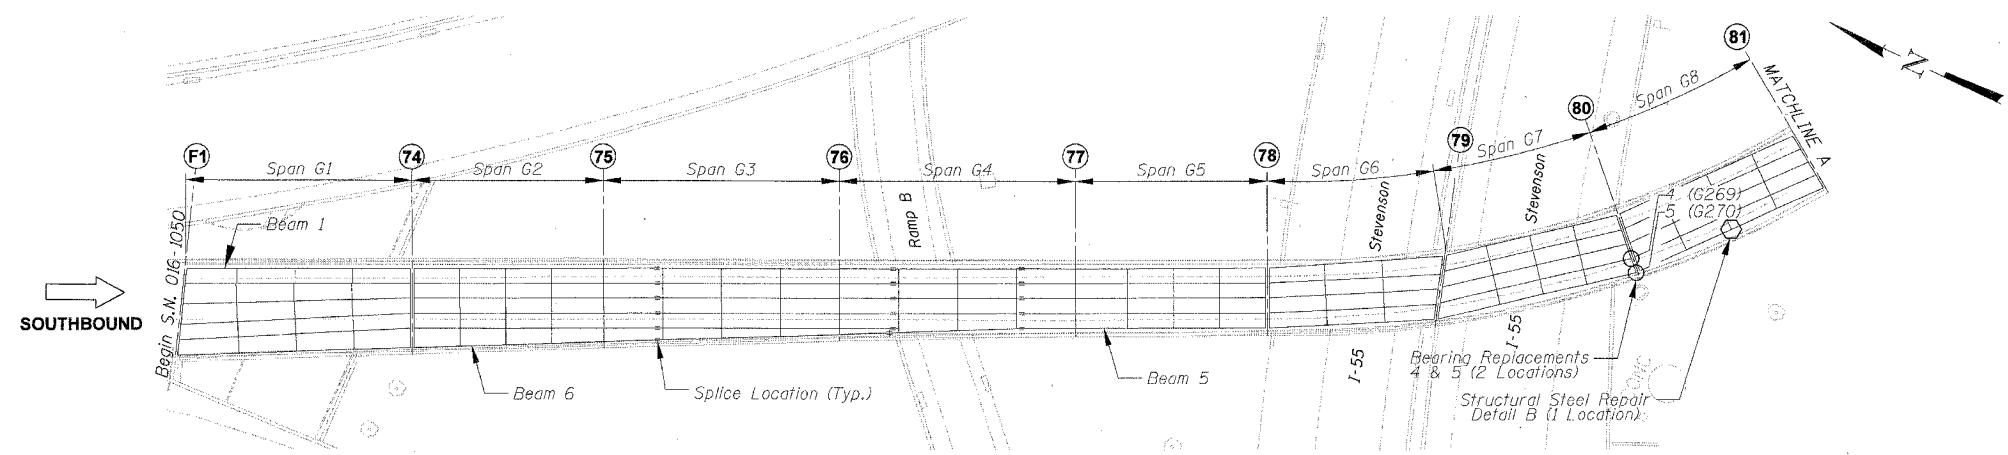 81
N
MATCHLINE A
Span G8
80
79
Span G7
F1
Span G1
74
Span G2
75
Span G3
76
Span G4
77
Span G5
78
Span G6
Stevenson
Stevenson
Ramp B
4 (G269)
5 (G270)
Begin S.N. 016-1050
Beam 1
SOUTHBOUND
Beam 6
Splice Location (Typ.)
Beam 5
I-55
I-55
Bearing Replacements
4 & 5 (2 Locations)
Structural Steel Repair
Detail B (1 Location)